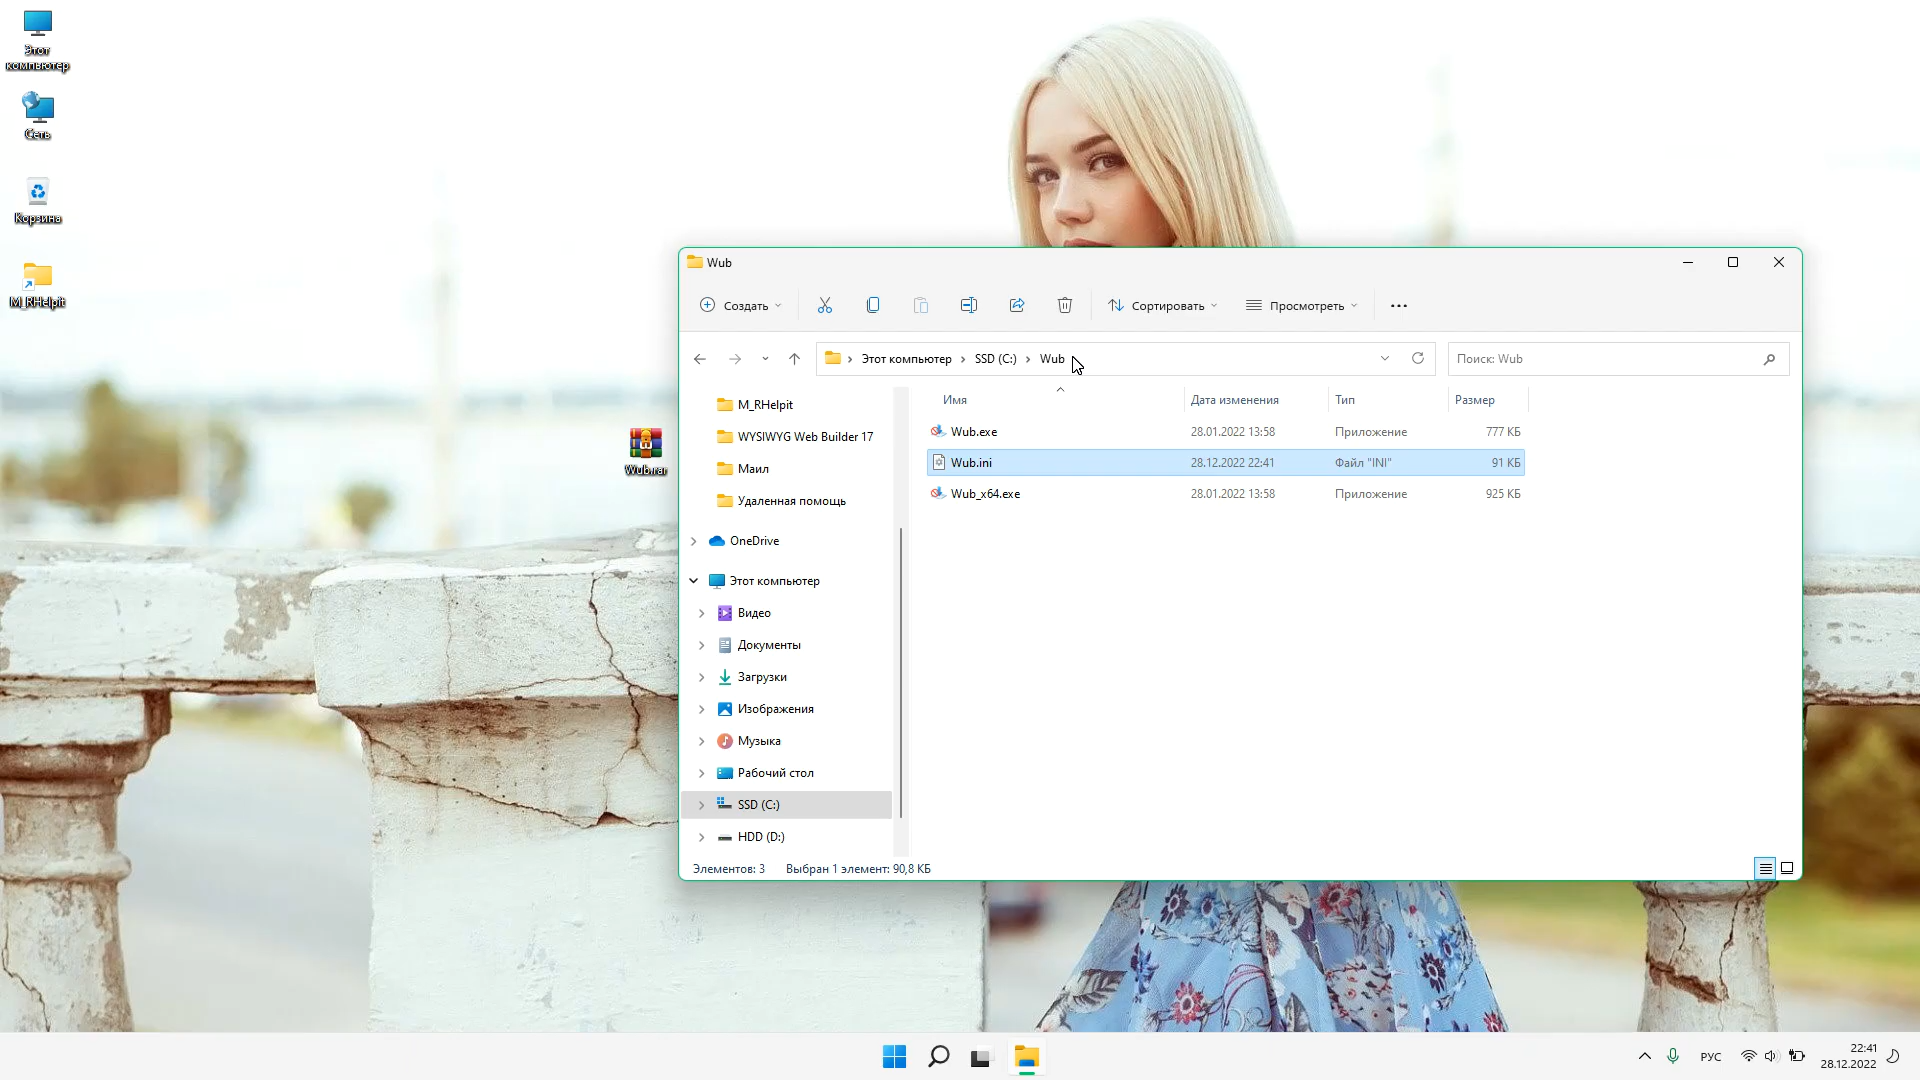 Этот
компьютер
Сеть
Корзина
M_RHelpit
Wub.rar
Wub
Создать
Сортировать
Просмотреть
Этот компьютер
SSD (C:)
Wub
Поиск: Wub
M_RHelpit
WYSIWYG Web Builder 17
Маил
Удаленная помощь
OneDrive
Этот компьютер
Видео
Документы
Загрузки
Изображения
Музыка
Рабочий стол
SSD (C:)
HDD (D:)
Имя Дата изменения Тип Размер
Wub.exe 28.01.2022 13:58 Приложение 777 КБ
Wub.ini 28.12.2022 22:41 Файл "INI" 91 КБ
Wub_x64.exe 28.01.2022 13:58 Приложение 925 КБ
Элементов: 3 Выбран 1 элемент: 90,8 КБ
РУС
22:41
28.12.2022